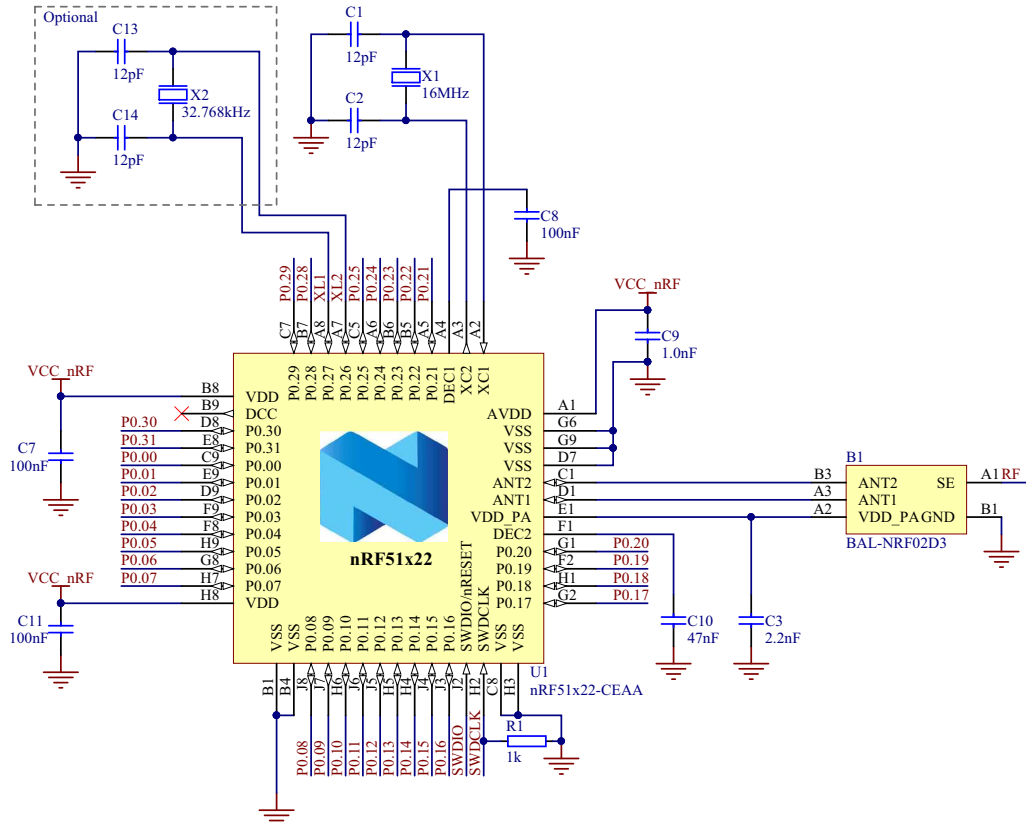 Optional
C13
12pF
X2
32.768kHz
C14
12pF
C1
12pF
X1
16MHz
C2
12pF
C8
100nF
P0.29
P0.28
XL1
XL2
P0.25
P0.24
P0.23
P0.22
P0.21
C7
B7
A8
A7
C5
A6
B6
B5
A5
A4
A3
A2
P0.29
P0.28
P0.27
P0.26
P0.25
P0.24
P0.23
P0.22
P0.21
DEC1
XC2
XC1
VCC_nRF
C9
1.0nF
VCC_nRF
C7
100nF
VCC_nRF
C11
100nF
B8 VDD
B9 DCC
P0.30 D8 P0.30
P0.31 E8 P0.31
P0.00 C9 P0.00
P0.01 E9 P0.01
P0.02 D9 P0.02
P0.03 F9 P0.03
P0.04 F8 P0.04
P0.05 H9 P0.05
P0.06 G8 P0.06
P0.07 H7 P0.07
H8 VDD
nRF51x22
AVDD A1
VSS G6
VSS G9
VSS D7
ANT2 C1
ANT1 D1
VDD_PA E1
DEC2 F1
P0.20 G1 P0.20
P0.19 F2 P0.19
P0.18 H1 P0.18
P0.17 G2 P0.17
B1
B3 ANT2 SE A1 RF
A3 ANT1
A2 VDD_PA GND B1
BAL-NRF02D3
C10
47nF
C3
2.2nF
VSS
VSS
P0.08
P0.09
P0.10
P0.11
P0.12
P0.13
P0.14
P0.15
P0.16
SWDIO/nRESET
SWDCLK
VSS
VSS
U1
nRF51x22-CEAA
B1
B4
J8
J7
H6
J6
J5
H5
H4
J4
J3
J2
H2
C8
H3
P0.08
P0.09
P0.10
P0.11
P0.12
P0.13
P0.14
P0.15
P0.16
SWDIO
SWDCLK
R1
1k